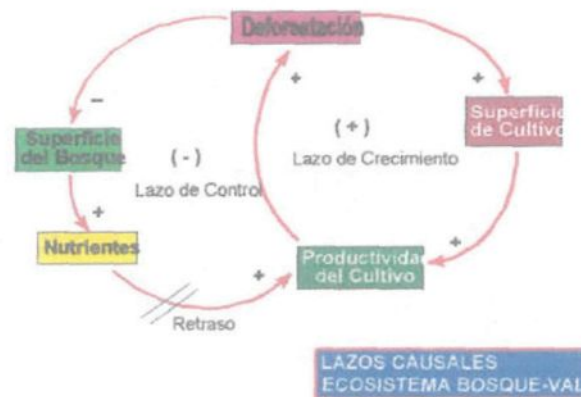 Deforestación
+
+
–
Superficie
del Bosque
(-)
Lazo de Control
(+)
Lazo de Crecimiento
Superficie
de Cultivo
+
Nutrientes
+
+
Productivida
del Cultivo
Retraso
LAZOS CAUSALES
ECOSISTEMA BOSQUE-VAL